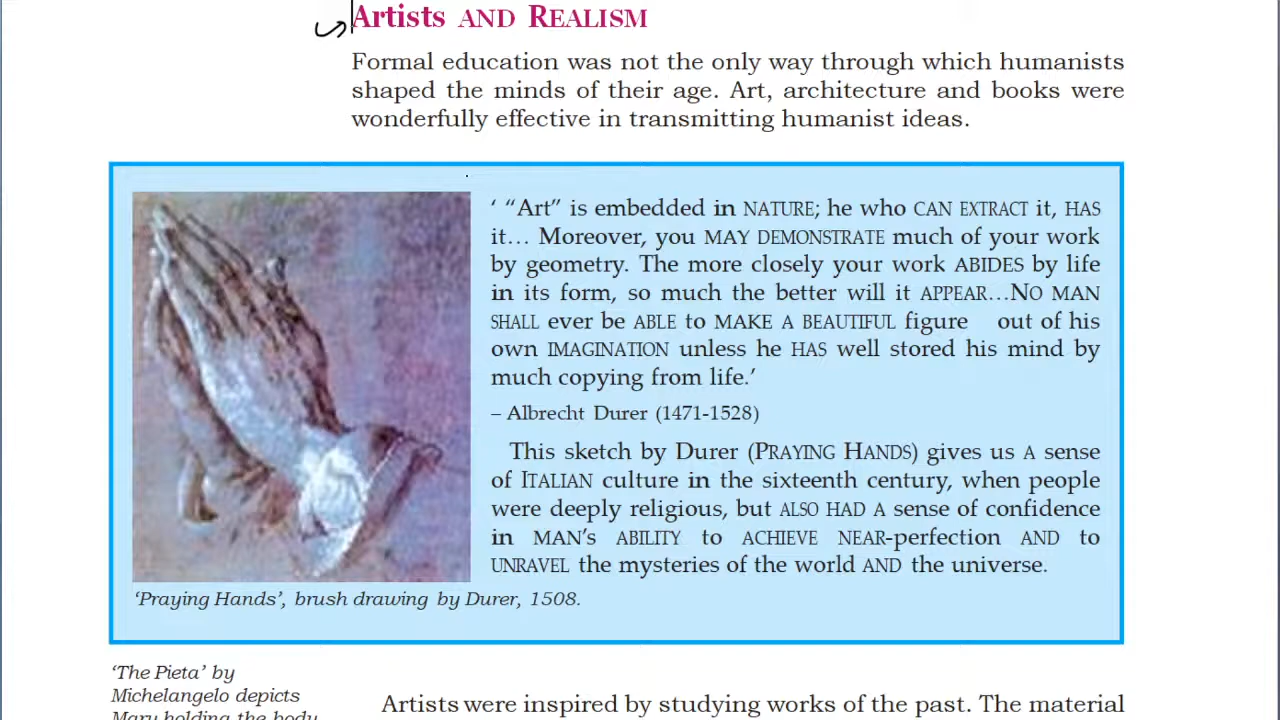 Artists AND REALISM
Formal education was not the only way through which humanists
shaped the minds of their age. Art, architecture and books were
wonderfully effective in transmitting humanist ideas.
‘ “Art” is embedded in NATURE; he who CAN EXTRACT it, HAS
it… Moreover, you MAY DEMONSTRATE much of your work
by geometry. The more closely your work ABIDES by life
in its form, so much the better will it APPEAR…NO MAN
SHALL ever be ABLE to MAKE A BEAUTIFUL figure out of his
own IMAGINATION unless he HAS well stored his mind by
much copying from life.’
– Albrecht Durer (1471-1528)
This sketch by Durer (PRAYING HANDS) gives us A sense
of ITALIAN culture in the sixteenth century, when people
were deeply religious, but ALSO HAD A sense of confidence
in MAN’s ABILITY to ACHIEVE NEAR-perfection AND to
UNRAVEL the mysteries of the world AND the universe.
‘Praying Hands’, brush drawing by Durer, 1508.
‘The Pieta’ by
Michelangelo depicts
Mary holding the body
Artists were inspired by studying works of the past. The material